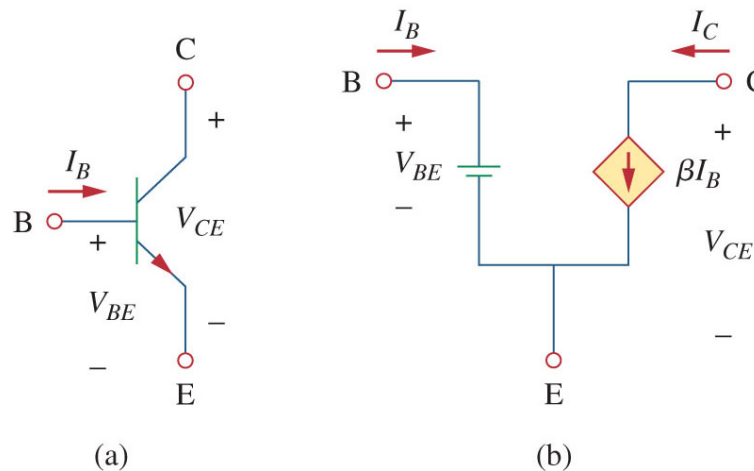 C
+
I_B
B
+
V_CE
V_BE
–
–
E
(a)
I_B
I_C
B
C
+
+
V_BE
βI_B
–
V_CE
–
E
(b)